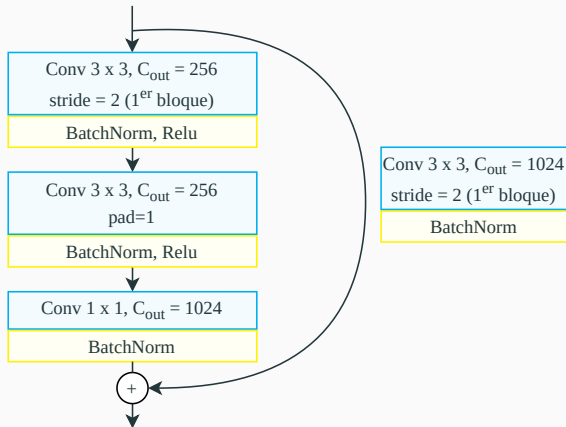 Conv 3 x 3, C_out = 256
stride = 2 (1^er bloque)
BatchNorm, Relu
Conv 3 x 3, C_out = 256
pad=1
BatchNorm, Relu
Conv 1 x 1, C_out = 1024
BatchNorm
+
Conv 3 x 3, C_out = 1024
stride = 2 (1^er bloque)
BatchNorm